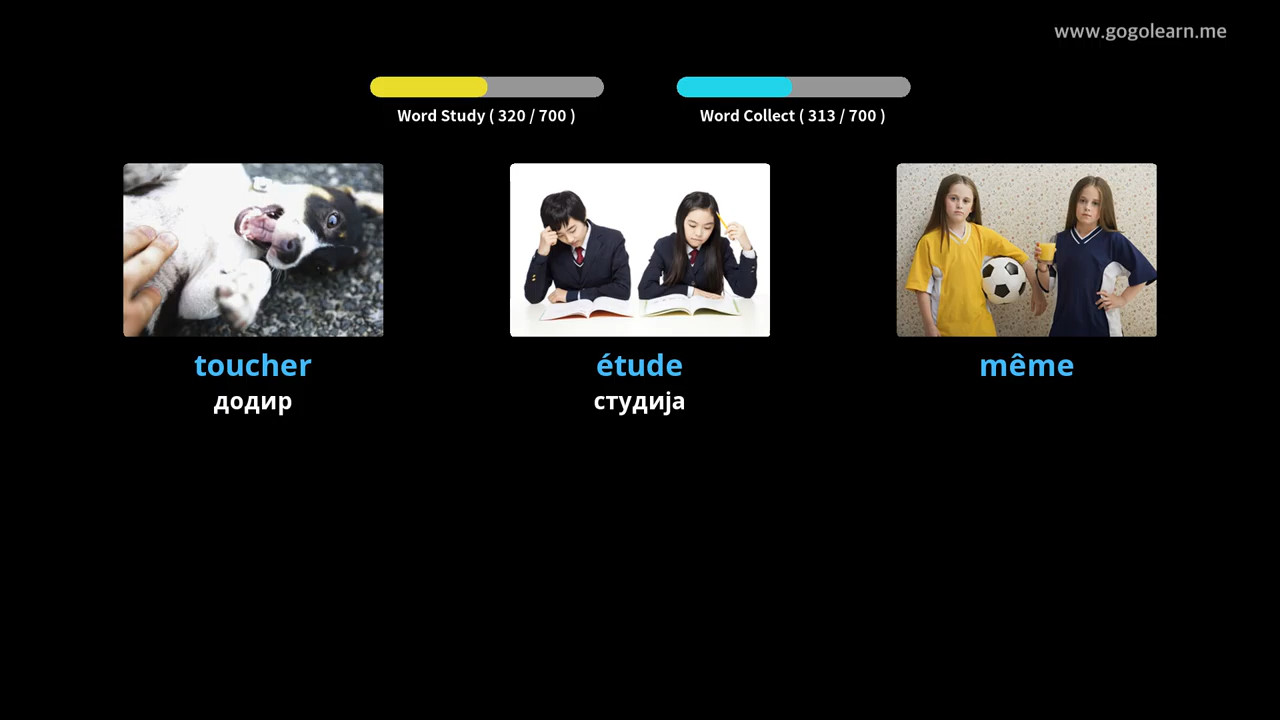 www.gogolearn.me
Word Study ( 320 / 700 )
Word Collect ( 313 / 700 )
toucher
étude
même
додир
студија